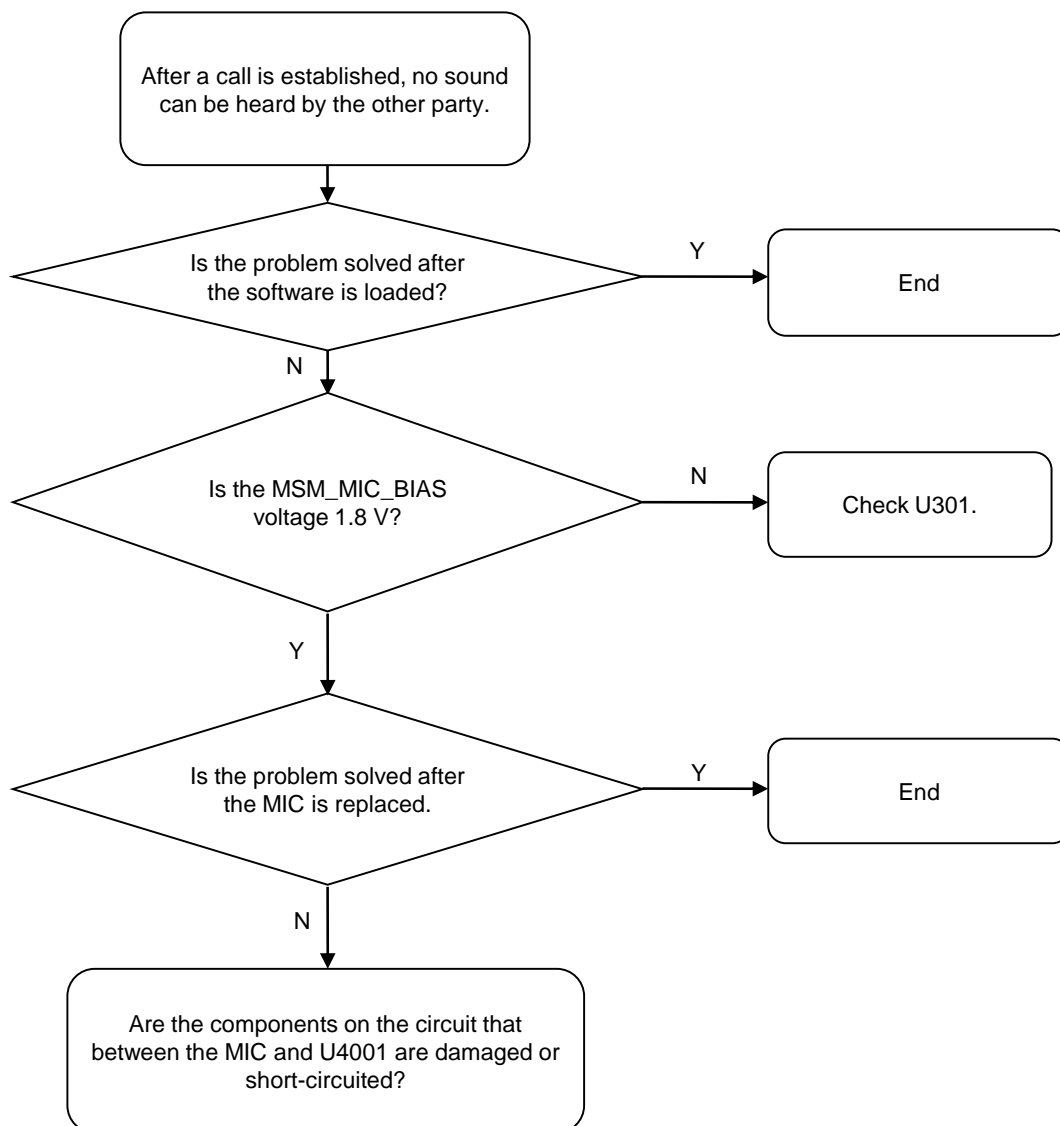 After a call is established, no sound
can be heard by the other party.
Is the problem solved after
the software is loaded?
Y
End
N
Is the MSM_MIC_BIAS
voltage 1.8 V?
N
Check U301.
Y
Is the problem solved after
the MIC is replaced.
Y
End
N
Are the components on the circuit that
between the MIC and U4001 are damaged or
short-circuited?